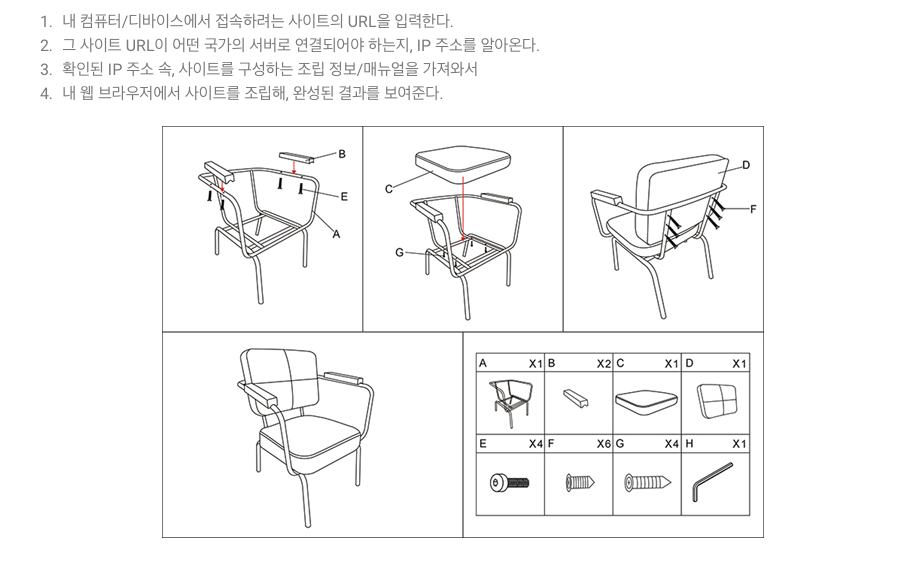 1. 내 컴퓨터/디바이스에서 접속하려는 사이트의 URL을 입력한다.
2. 그 사이트 URL이 어떤 국가의 서버로 연결되어야 하는지, IP 주소를 알아온다.
3. 확인된 IP 주소 속, 사이트를 구성하는 조립 정보/매뉴얼을 가져와서
4. 내 웹 브라우저에서 사이트를 조립해, 완성된 결과를 보여준다.
B
E
A
C
G
D
F
A X1 B X2 C X1 D X1
E X4 F X6 G X4 H X1